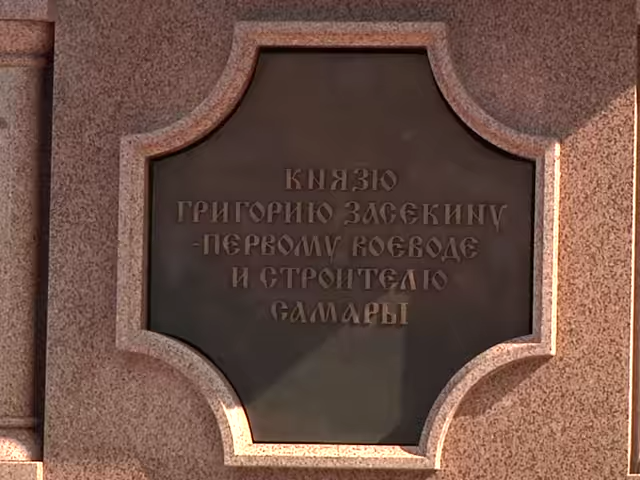 КНЯЗЮ
ГРИГОРИЮ ЗАСЕКИНУ
-ПЕРВОМУ ВОЕВОДЕ
И СТРОИТЕЛЮ
САМАРЫ